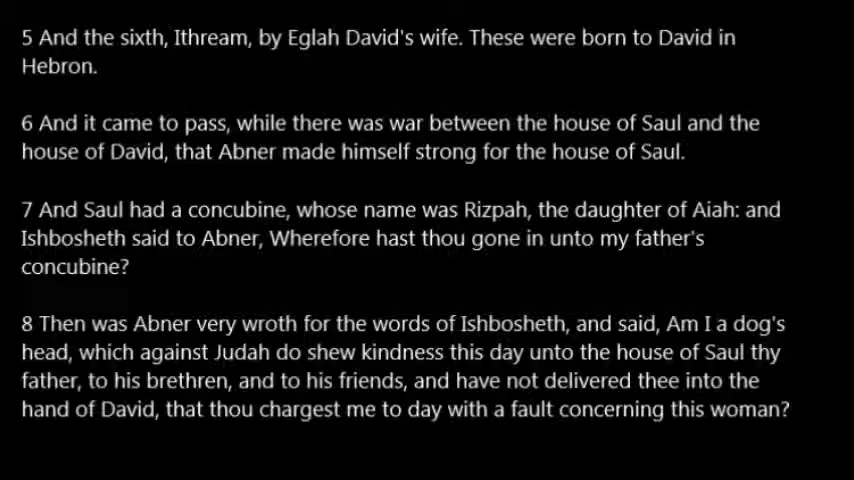 5 And the sixth, Ithream, by Eglah David's wife. These were born to David in
Hebron.
6 And it came to pass, while there was war between the house of Saul and the
house of David, that Abner made himself strong for the house of Saul.
7 And Saul had a concubine, whose name was Rizpah, the daughter of Aiah: and
Ishbosheth said to Abner, Wherefore hast thou gone in unto my father's
concubine?
8 Then was Abner very wroth for the words of Ishbosheth, and said, Am I a dog's
head, which against Judah do shew kindness this day unto the house of Saul thy
father, to his brethren, and to his friends, and have not delivered thee into the
hand of David, that thou chargest me to day with a fault concerning this woman?